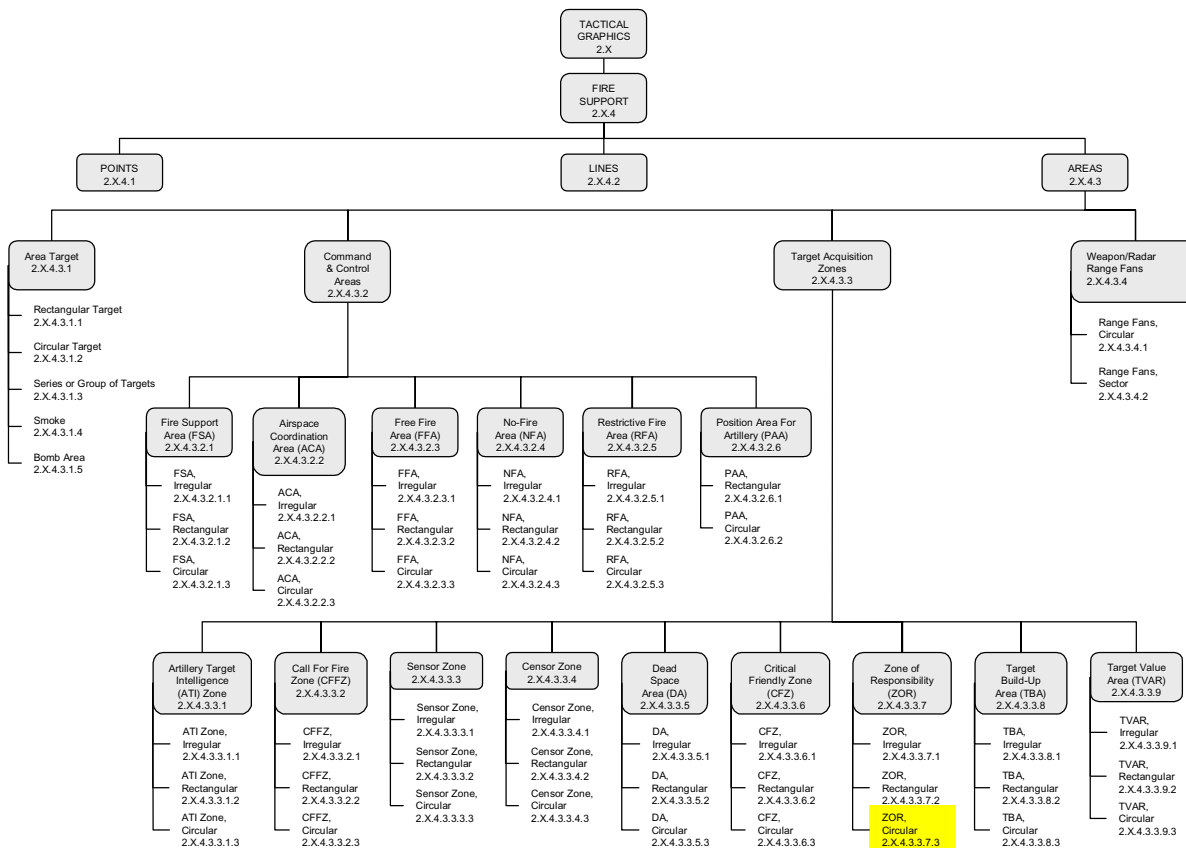 TACTICAL
GRAPHICS
2.X
FIRE
SUPPORT
2.X.4
POINTS
2.X.4.1
LINES
2.X.4.2
AREAS
2.X.4.3
Area Target
2.X.4.3.1
Rectangular Target
2.X.4.3.1.1
Circular Target
2.X.4.3.1.2
Series or Group of Targets
2.X.4.3.1.3
Smoke
2.X.4.3.1.4
Bomb Area
2.X.4.3.1.5
Command
& Control
Areas
2.X.4.3.2
Target Acquisition
Zones
2.X.4.3.3
Weapon/Radar
Range Fans
2.X.4.3.4
Range Fans,
Circular
2.X.4.3.4.1
Range Fans,
Sector
2.X.4.3.4.2
Fire Support
Area (FSA)
2.X.4.3.2.1
FSA,
Irregular
2.X.4.3.2.1.1
FSA,
Rectangular
2.X.4.3.2.1.2
FSA,
Circular
2.X.4.3.2.1.3
Airspace
Coordination
Area (ACA)
2.X.4.3.2.2
ACA,
Irregular
2.X.4.3.2.2.1
ACA,
Rectangular
2.X.4.3.2.2.2
ACA,
Circular
2.X.4.3.2.2.3
Free Fire
Area (FFA)
2.X.4.3.2.3
FFA,
Irregular
2.X.4.3.2.3.1
FFA,
Rectangular
2.X.4.3.2.3.2
FFA,
Circular
2.X.4.3.2.3.3
No-Fire
Area (NFA)
2.X.4.3.2.4
NFA,
Irregular
2.X.4.3.2.4.1
NFA,
Rectangular
2.X.4.3.2.4.2
NFA,
Circular
2.X.4.3.2.4.3
Restrictive Fire
Area (RFA)
2.X.4.3.2.5
RFA,
Irregular
2.X.4.3.2.5.1
RFA,
Rectangular
2.X.4.3.2.5.2
RFA,
Circular
2.X.4.3.2.5.3
Position Area For
Artillery (PAA)
2.X.4.3.2.6
PAA,
Rectangular
2.X.4.3.2.6.1
PAA,
Circular
2.X.4.3.2.6.2
Artillery Target
Intelligence
(ATI) Zone
2.X.4.3.3.1
ATI Zone,
Irregular
2.X.4.3.3.1.1
ATI Zone,
Rectangular
2.X.4.3.3.1.2
ATI Zone,
Circular
2.X.4.3.3.1.3
Call For Fire
Zone (CFFZ)
2.X.4.3.3.2
CFFZ,
Irregular
2.X.4.3.3.2.1
CFFZ,
Rectangular
2.X.4.3.3.2.2
CFFZ,
Circular
2.X.4.3.3.2.3
Sensor Zone
2.X.4.3.3.3
Sensor Zone,
Irregular
2.X.4.3.3.3.1
Sensor Zone,
Rectangular
2.X.4.3.3.3.2
Sensor Zone,
Circular
2.X.4.3.3.3.3
Censor Zone
2.X.4.3.3.4
Censor Zone,
Irregular
2.X.4.3.3.4.1
Censor Zone,
Rectangular
2.X.4.3.3.4.2
Censor Zone,
Circular
2.X.4.3.3.4.3
Dead
Space
Area (DA)
2.X.4.3.3.5
DA,
Irregular
2.X.4.3.3.5.1
DA,
Rectangular
2.X.4.3.3.5.2
DA,
Circular
2.X.4.3.3.5.3
Critical
Friendly Zone
(CFZ)
2.X.4.3.3.6
CFZ,
Irregular
2.X.4.3.3.6.1
CFZ,
Rectangular
2.X.4.3.3.6.2
CFZ,
Circular
2.X.4.3.3.6.3
Zone of
Responsibility
(ZOR)
2.X.4.3.3.7
ZOR,
Irregular
2.X.4.3.3.7.1
ZOR,
Rectangular
2.X.4.3.3.7.2
ZOR,
Circular
2.X.4.3.3.7.3
Target
Build-Up
Area (TBA)
2.X.4.3.3.8
TBA,
Irregular
2.X.4.3.3.8.1
TBA,
Rectangular
2.X.4.3.3.8.2
TBA,
Circular
2.X.4.3.3.8.3
Target Value
Area (TVAR)
2.X.4.3.3.9
TVAR,
Irregular
2.X.4.3.3.9.1
TVAR,
Rectangular
2.X.4.3.3.9.2
TVAR,
Circular
2.X.4.3.3.9.3